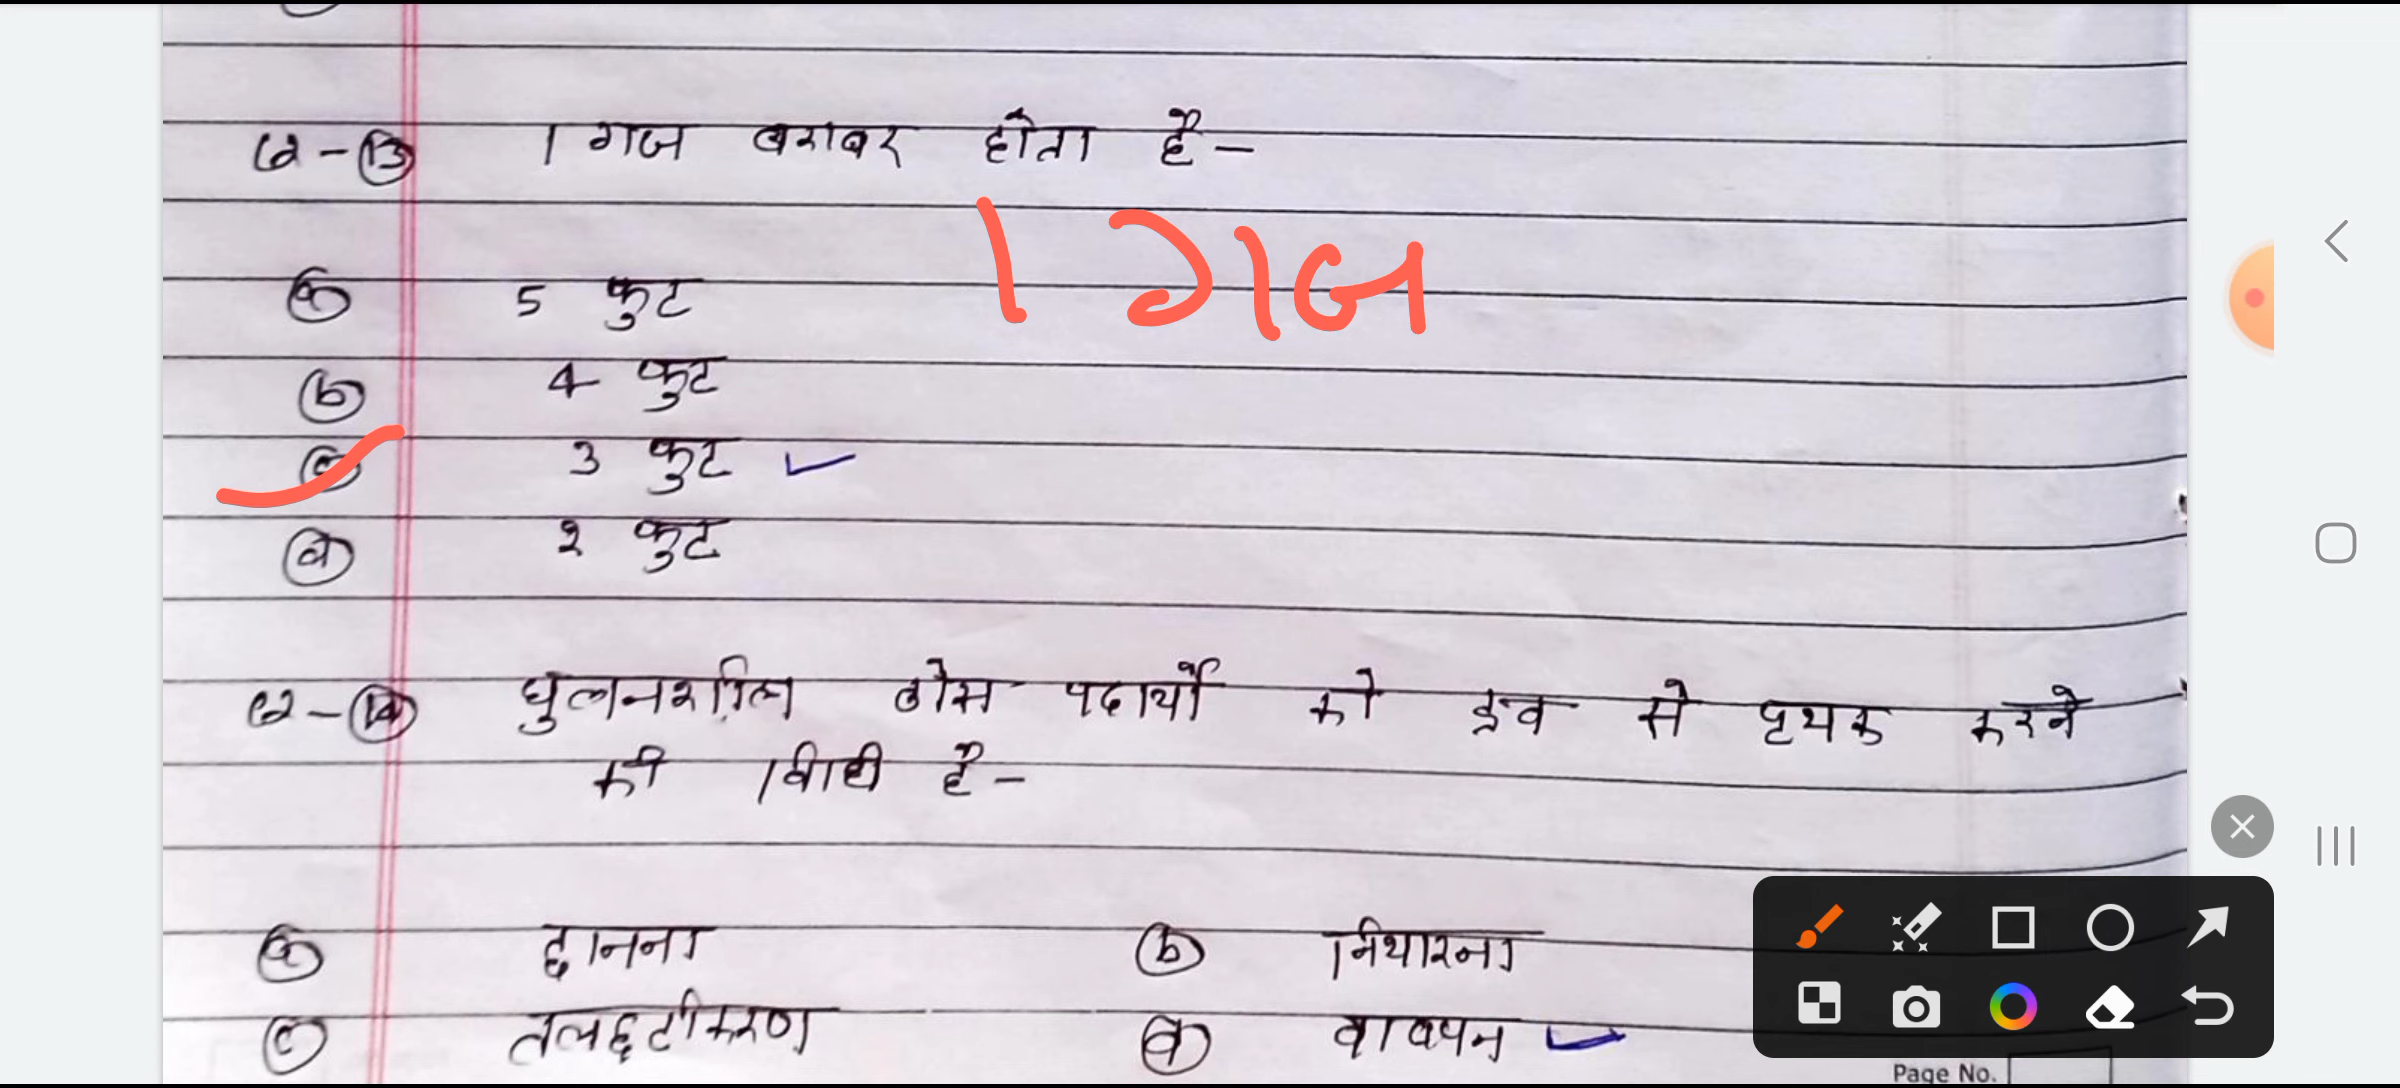 Q-13 1 गज बराबर होता है-
1 गज
a 5 फुट
b 4 फुट
c 3 फुट
d 2 फुट
Q-14 घुलनशील ठोस पदार्थो को द्रव से पृथक करने
की विधी है-
a छानना b निथारना
c तलछटीकरण d वाष्पन
Page No.